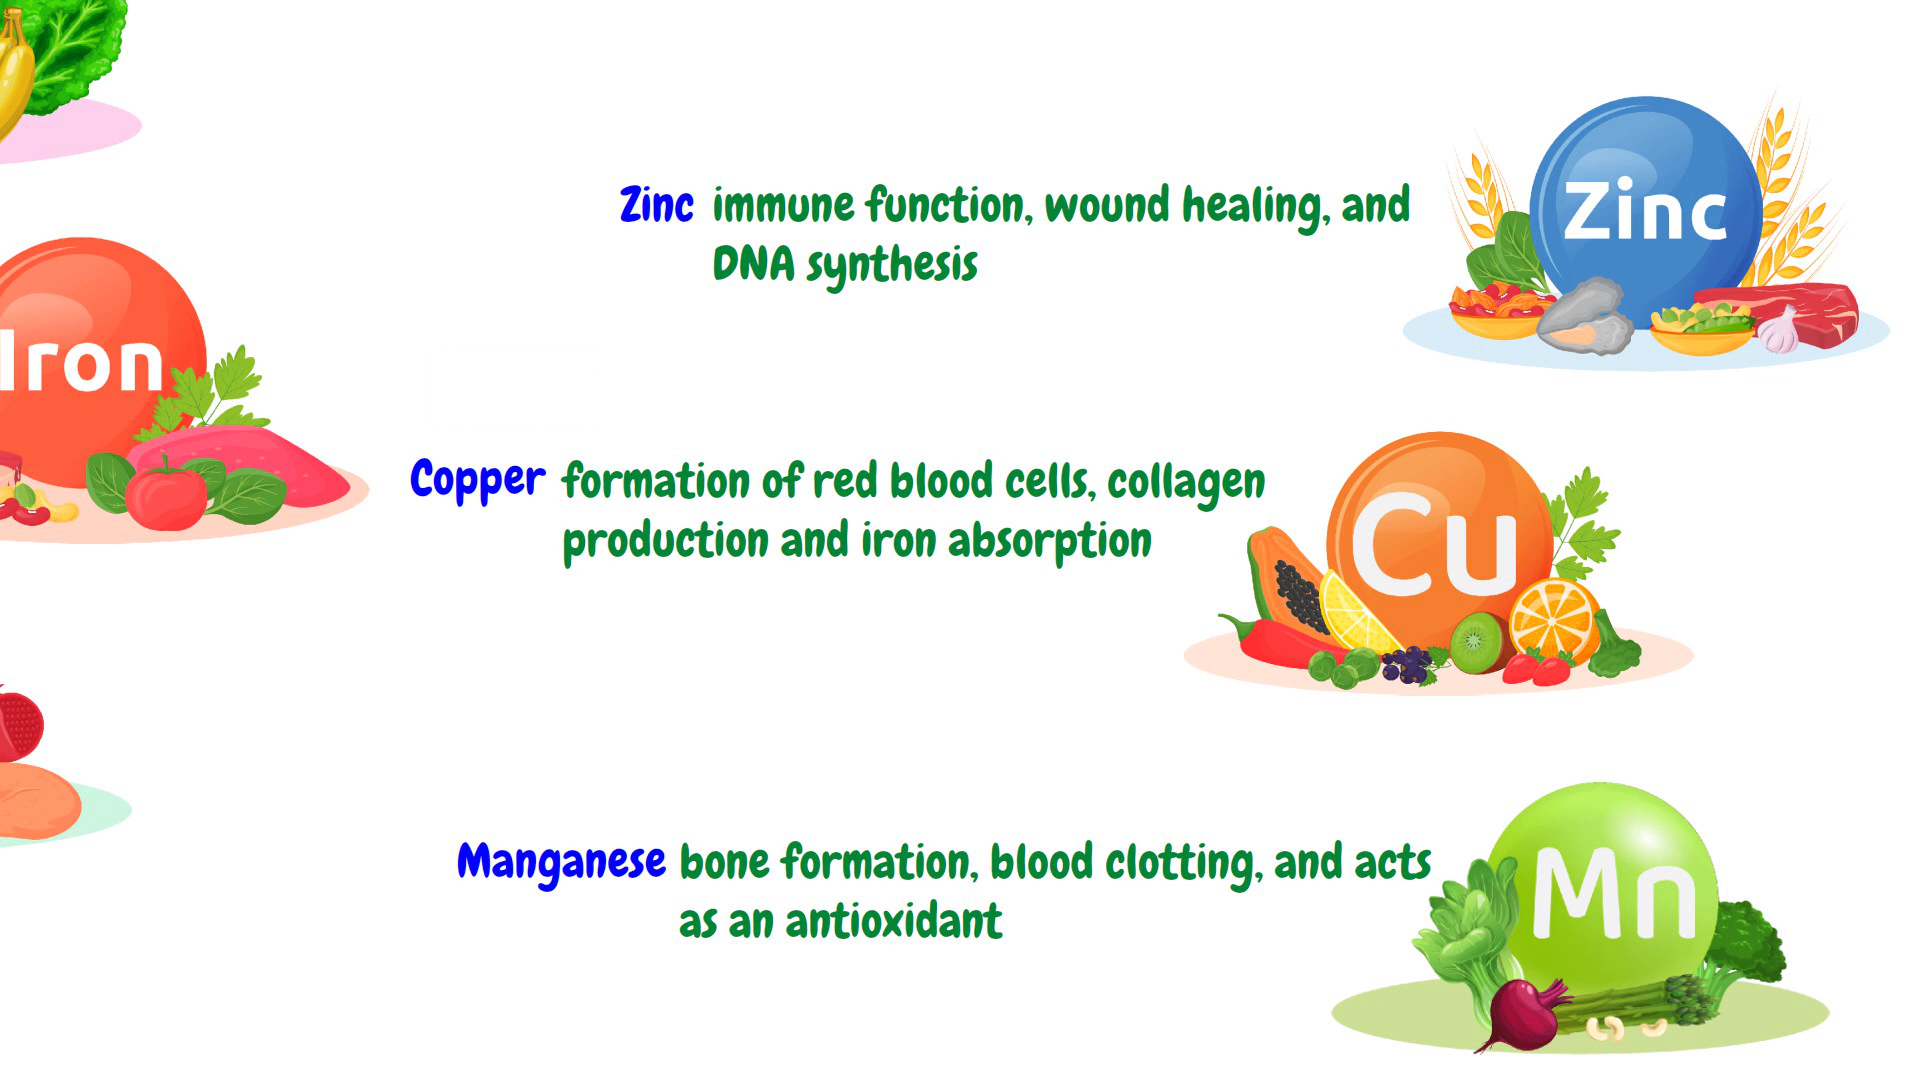 Zinc immune function, wound healing, and
DNA synthesis
Zinc
Iron
Copper formation of red blood cells, collagen
production and iron absorption
Cu
Manganese bone formation, blood clotting, and acts
as an antioxidant
Mn